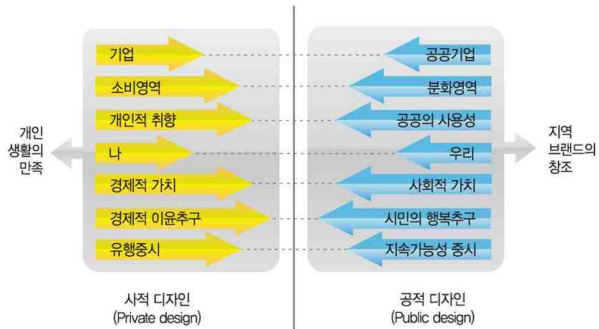 기업
공공기업
소비영역
분화영역
개인적 취향
공공의 사용성
개인
생활의
만족
나
우리
지역
브랜드의
창조
경제적 가치
사회적 가치
경제적 이윤추구
시민의 행복추구
유행중시
지속가능성 중시
사적 디자인
(Private design)
공적 디자인
(Public design)